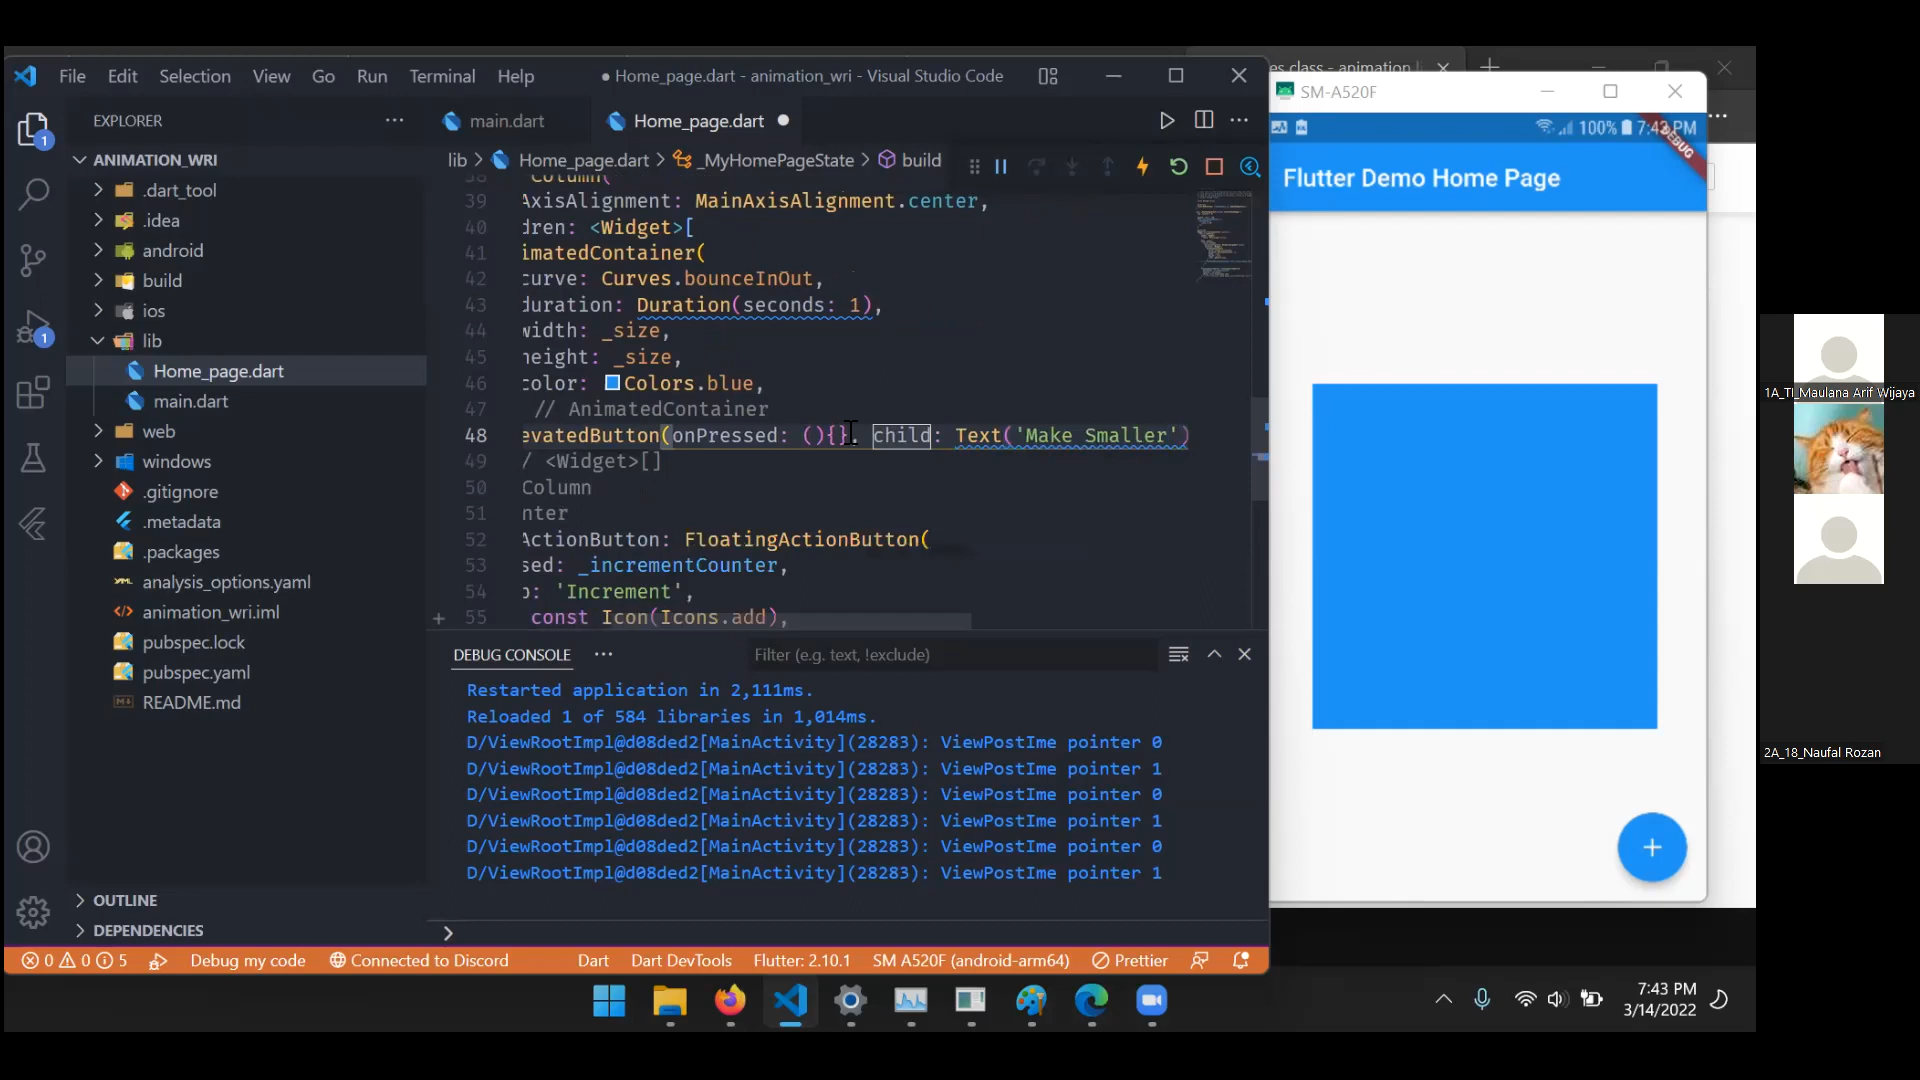 File Edit Selection View Go Run Terminal Help
● Home_page.dart - animation_wri - Visual Studio Code
EXPLORER
main.dart
Home_page.dart
ANIMATION_WRI
lib > Home_page.dart > _MyHomePageState > build
.dart_tool
.idea
android
build
ios
lib
Home_page.dart
main.dart
web
windows
.gitignore
.metadata
.packages
analysis_options.yaml
animation_wri.iml
pubspec.lock
pubspec.yaml
README.md
OUTLINE
DEPENDENCIES
38 Column(
39 AxisAlignment: MainAxisAlignment.center,
40 dren: <Widget>[
41 imatedContainer(
42 curve: Curves.bounceInOut,
43 duration: Duration(seconds: 1),
44 width: _size,
45 height: _size,
46 color: Colors.blue,
47 // AnimatedContainer
48 evatedButton(onPressed: (){}, child: Text('Make Smaller')
49 / <Widget>[]
50 Column
51 nter
52 ActionButton: FloatingActionButton(
53 sed: _incrementCounter,
54 p: 'Increment',
55 const Icon(Icons.add),
DEBUG CONSOLE
Filter (e.g. text, !exclude)
Restarted application in 2,111ms.
Reloaded 1 of 584 libraries in 1,014ms.
D/ViewRootImpl@d08ded2[MainActivity](28283): ViewPostIme pointer 0
D/ViewRootImpl@d08ded2[MainActivity](28283): ViewPostIme pointer 1
D/ViewRootImpl@d08ded2[MainActivity](28283): ViewPostIme pointer 0
D/ViewRootImpl@d08ded2[MainActivity](28283): ViewPostIme pointer 1
D/ViewRootImpl@d08ded2[MainActivity](28283): ViewPostIme pointer 0
D/ViewRootImpl@d08ded2[MainActivity](28283): ViewPostIme pointer 1
0 0 5 Debug my code Connected to Discord Dart Dart DevTools Flutter: 2.10.1 SM A520F (android-arm64) Prettier
class - animation
SM-A520F
100% 7:43 PM
DEBUG
Flutter Demo Home Page
1A_TI_Maulana Arif Wijaya
2A_18_Naufal Rozan
7:43 PM
3/14/2022